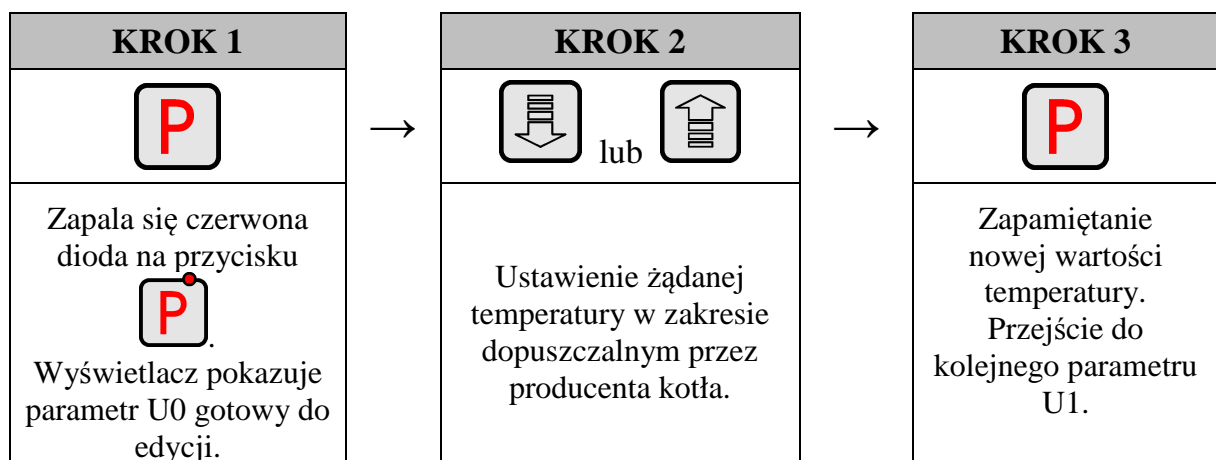 KROK 1
P
Zapala się czerwona
dioda na przycisku
P.
Wyświetlacz pokazuje
parametr U0 gotowy do
edycji.
→
KROK 2
lub
Ustawienie żądanej
temperatury w zakresie
dopuszczalnym przez
producenta kotła.
→
KROK 3
P
Zapamiętanie
nowej wartości
temperatury.
Przejście do
kolejnego parametru
U1.